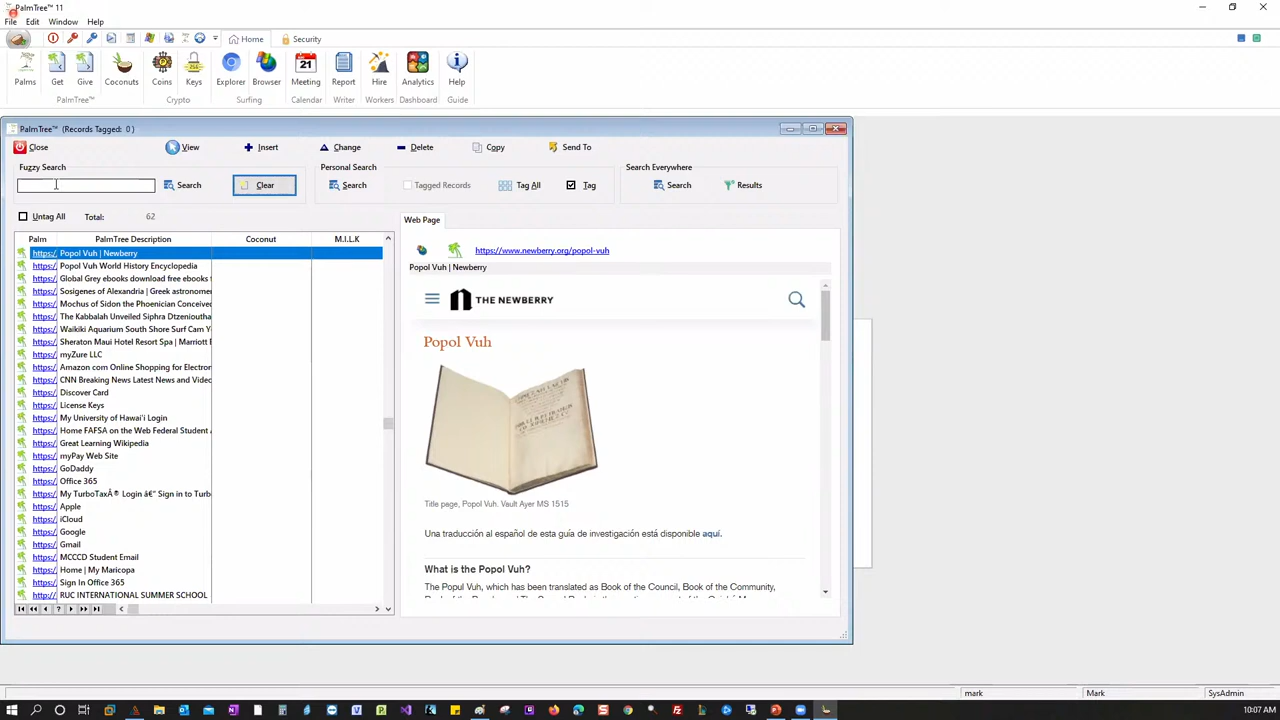 PalmTree™ 11
File Edit Window Help
Home Security
Palms Get Give Coconuts Coins Keys Explorer Browser Meeting Report Hire Analytics Help
PalmTree™ Crypto Surfing Calendar Writer Workers Dashboard Guide
21
PalmTree™ (Records Tagged: 0 )
Close View Insert Change Delete Copy Send To
Fuzzy Search Personal Search Search Everywhere
Search Clear Search Tagged Records Tag All Tag Search Results
Untag All Total: 62
Web Page
Palm PalmTree Description Coconut M.I.L.K
https:/ Popol Vuh | Newberry
https:/ Popol Vuh World History Encyclopedia
https:/ Global Grey ebooks download free ebooks
https:/ Sosigenes of Alexandria | Greek astronome
https:/ Mochus of Sidon the Phoenician Conceived
https:/ The Kabbalah Unveiled Siphra Dtzenioutha
https:/ Waikiki Aquarium South Shore Surf Cam Yo
https:/ Sheraton Maui Hotel Resort Spa | Marriott
https:/ myZure LLC
https:/ Amazon com Online Shopping for Electron
https:/ CNN Breaking News Latest News and Video
https:/ Discover Card
https:/ License Keys
https:/ My University of Hawai'i Login
https:/ Home FAFSA on the Web Federal Student A
https:/ Great Learning Wikipedia
https:/ myPay Web Site
https:/ GoDaddy
https:/ Office 365
https:/ My TurboTaxÂ® Login â€“ Sign in to Turb
https:/ Apple
https:/ iCloud
https:/ Google
https:/ Gmail
https:/ MCCCD Student Email
https:/ Home | My Maricopa
https:/ Sign In Office 365
http:// RUC INTERNATIONAL SUMMER SCHOOL
https://www.newberry.org/popol-vuh
Popol Vuh | Newberry
THE NEWBERRY
Popol Vuh
Title page, Popol Vuh. Vault Ayer MS 1515
Una traducción al español de esta guía de investigación está disponible aquí.
What is the Popol Vuh?
The Popol Vuh, which has been translated as Book of the Council, Book of the Community,
mark Mark SysAdmin
10:07 AM